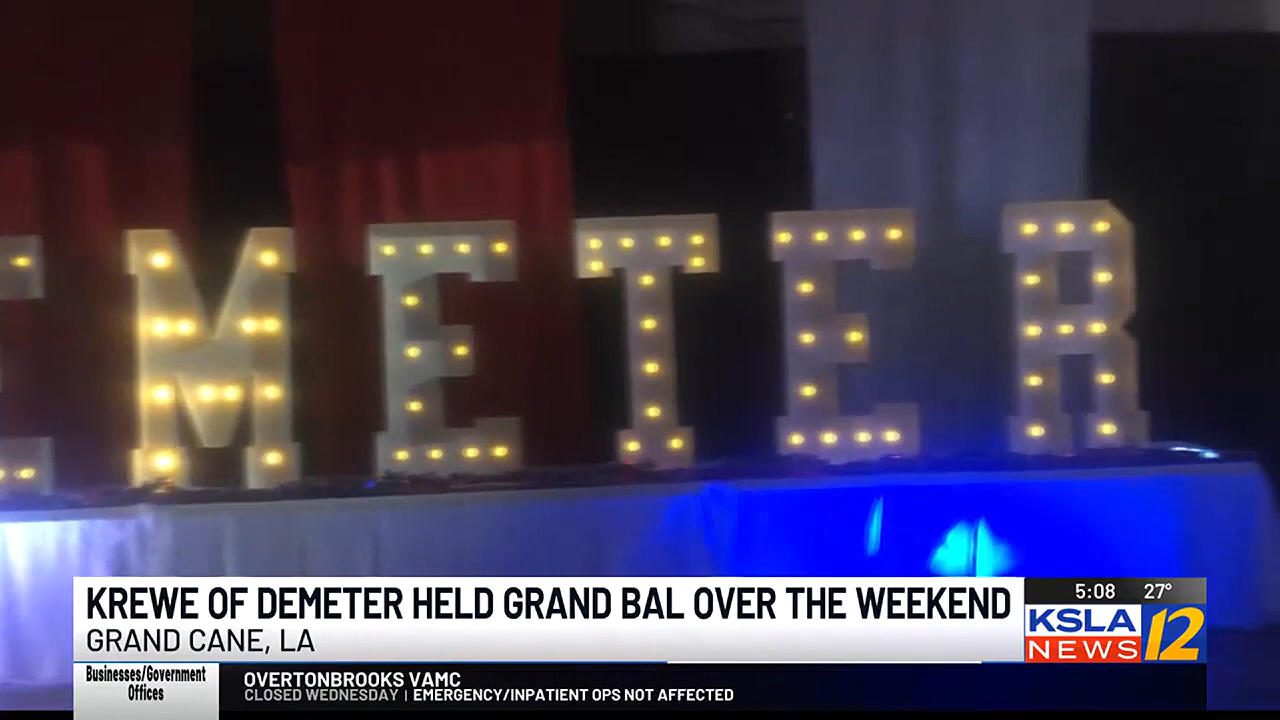 EMETER
KREWE OF DEMETER HELD GRAND BAL OVER THE WEEKEND
GRAND CANE, LA
5:08 27°
KSLA
NEWS 12
Businesses/Government
Offices
OVERTONBROOKS VAMC
CLOSED WEDNESDAY | EMERGENCY/INPATIENT OPS NOT AFFECTED